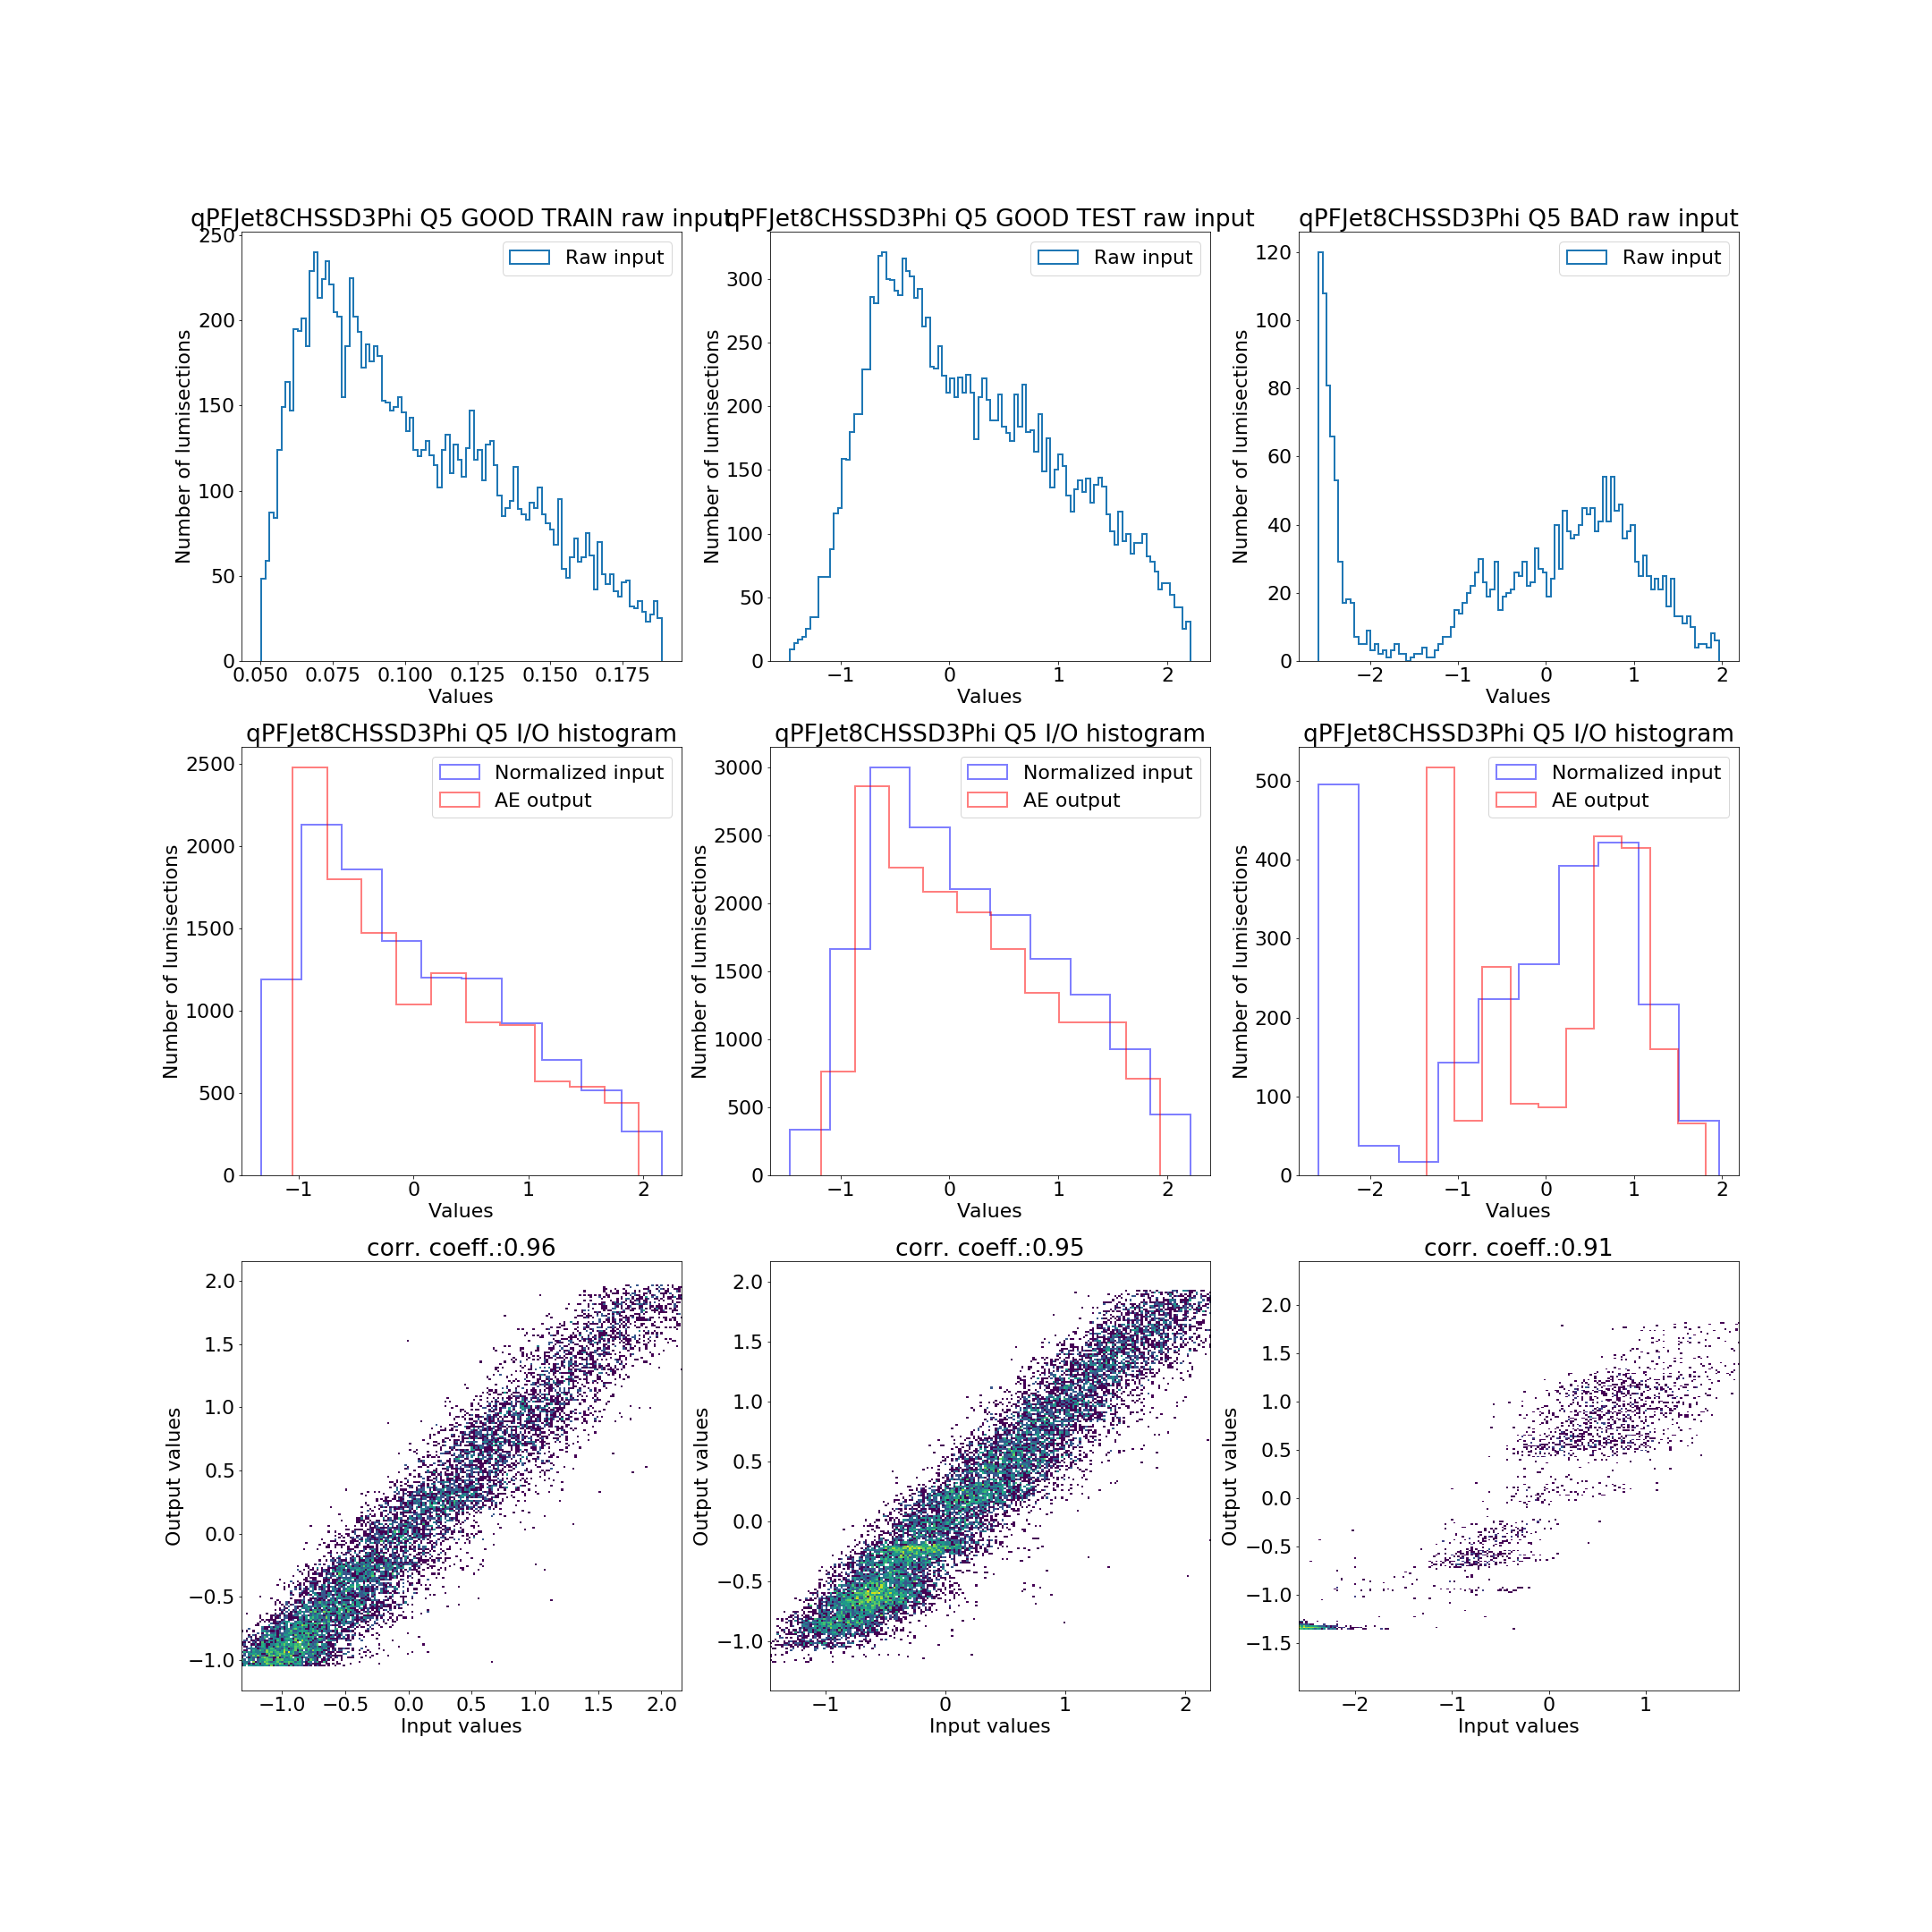 qPFJet8CHSSD3Phi Q5 GOOD TRAIN raw input
qPFJet8CHSSD3Phi Q5 GOOD TEST raw input
qPFJet8CHSSD3Phi Q5 BAD raw input
Raw input
Raw input
Raw input
250
200
150
100
50
0
Number of lumisections
0.050 0.075 0.100 0.125 0.150 0.175
Values
300
250
200
150
100
50
0
Number of lumisections
−1 0 1 2
Values
120
100
80
60
40
20
0
Number of lumisections
−2 −1 0 1 2
Values
qPFJet8CHSSD3Phi Q5 I/O histogram
qPFJet8CHSSD3Phi Q5 I/O histogram
qPFJet8CHSSD3Phi Q5 I/O histogram
Normalized input
AE output
Normalized input
AE output
Normalized input
AE output
2500
2000
1500
1000
500
0
Number of lumisections
−1 0 1 2
Values
3000
2500
2000
1500
1000
500
0
Number of lumisections
−1 0 1 2
Values
500
400
300
200
100
0
Number of lumisections
−2 −1 0 1 2
Values
corr. coeff.:0.96
corr. coeff.:0.95
corr. coeff.:0.91
2.0
1.5
1.0
0.5
0.0
−0.5
−1.0
Output values
−1.0 −0.5 0.0 0.5 1.0 1.5 2.0
Input values
2.0
1.5
1.0
0.5
0.0
−0.5
−1.0
Output values
−1 0 1 2
Input values
2.0
1.5
1.0
0.5
0.0
−0.5
−1.0
−1.5
Output values
−2 −1 0 1
Input values